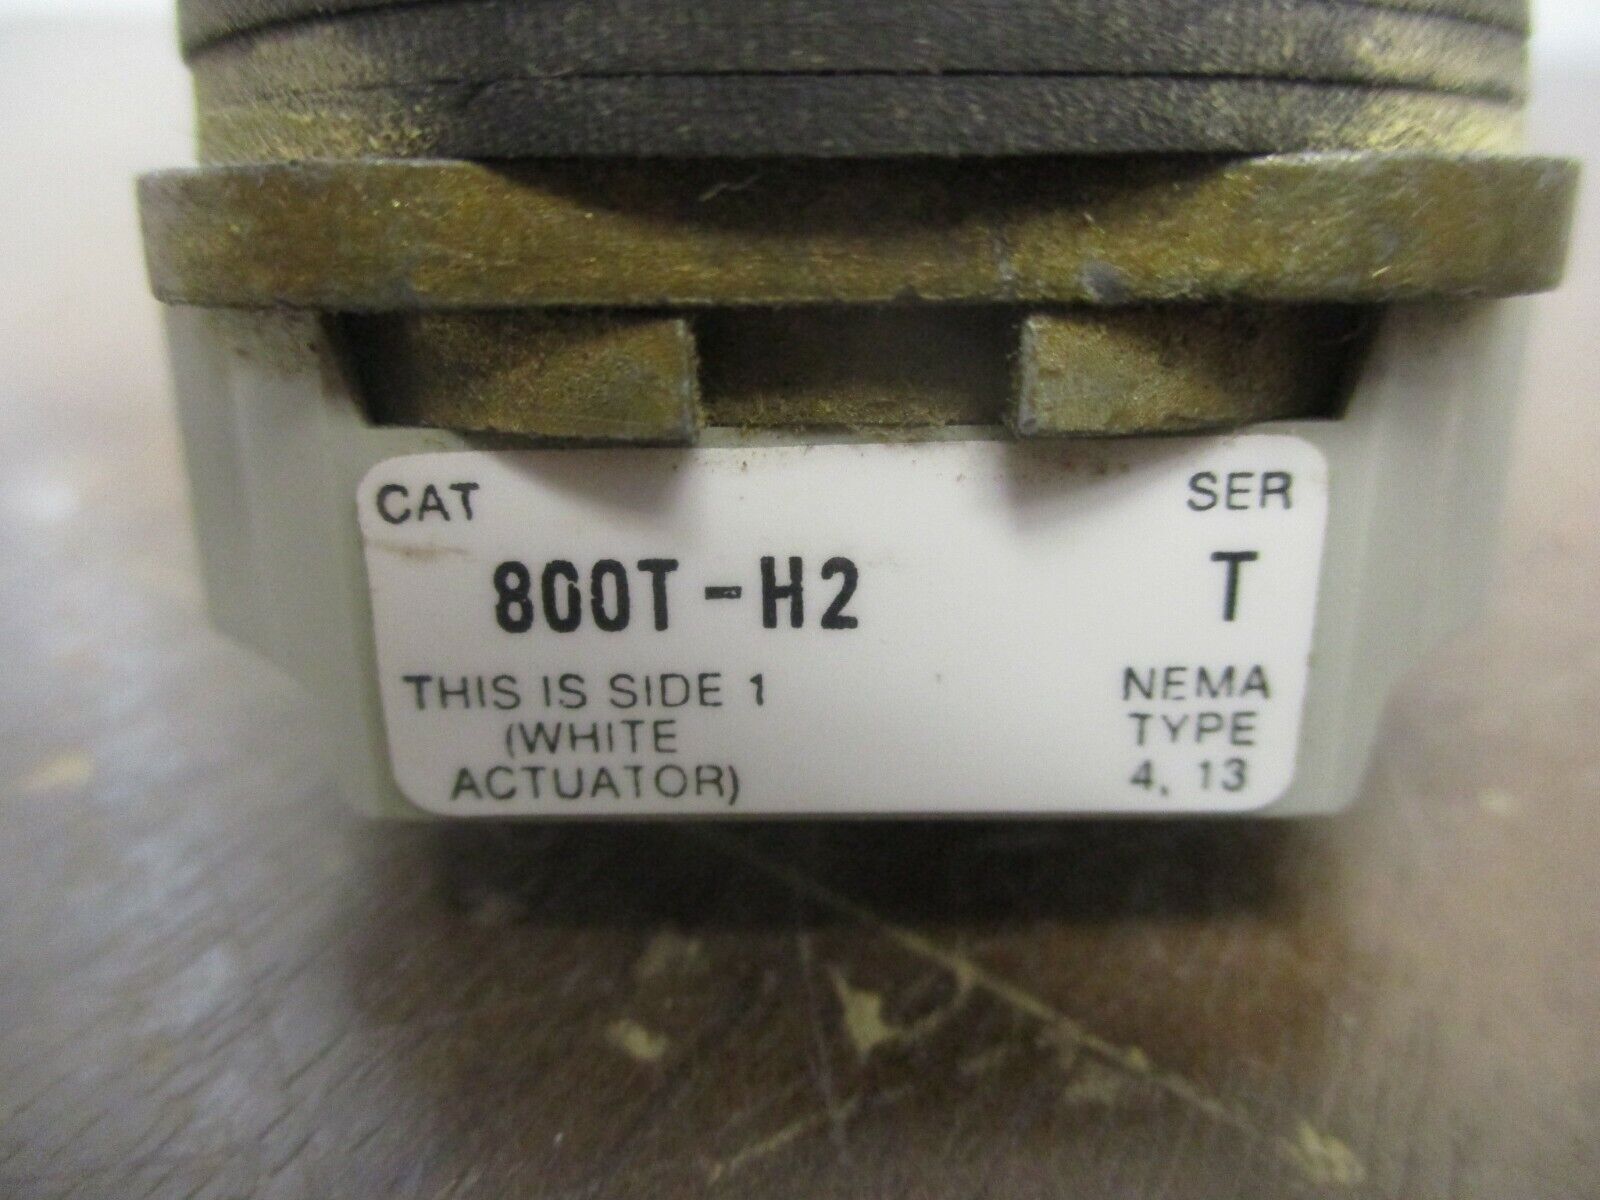 CAT SER
800T-H2 T
THIS IS SIDE 1 NEMA
(WHITE TYPE
ACTUATOR) 4, 13